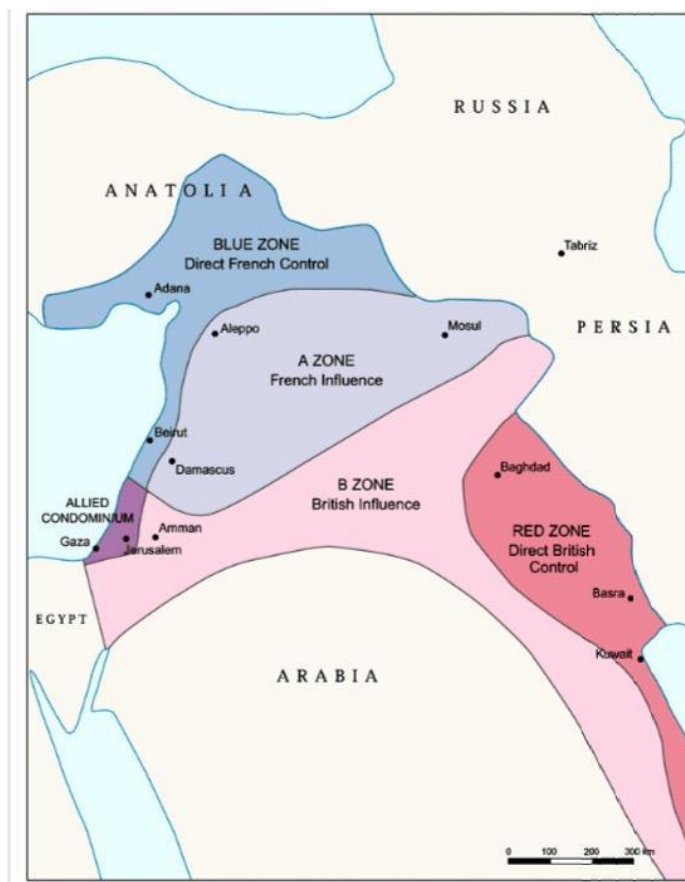 RUSSIA
ANATOLIA
BLUE ZONE
Direct French Control
Tabriz
Adana
PERSIA
Aleppo
Mosul
A ZONE
French Influence
Beirut
Damascus
Baghdad
B ZONE
British Influence
ALLIED
CONDOMINIUM
Amman
Gaza
Jerusalem
RED ZONE
Direct British
Control
Basra
EGYPT
Kuwait
ARABIA
0 100 200 300 km